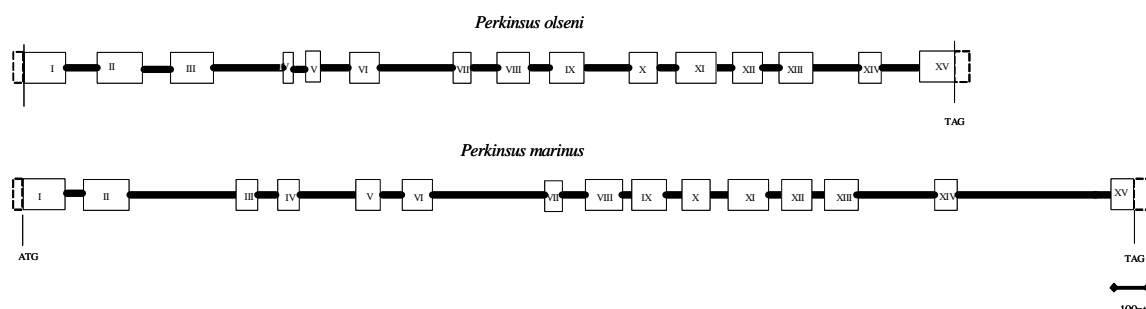 Perkinsus olseni
I II III IV V VI VII VIII IX X XI XII XIII XIV XV
TAG
Perkinsus marinus
I II III IV V VI VII VIII IX X XI XII XIII XIV XV
ATG
TAG